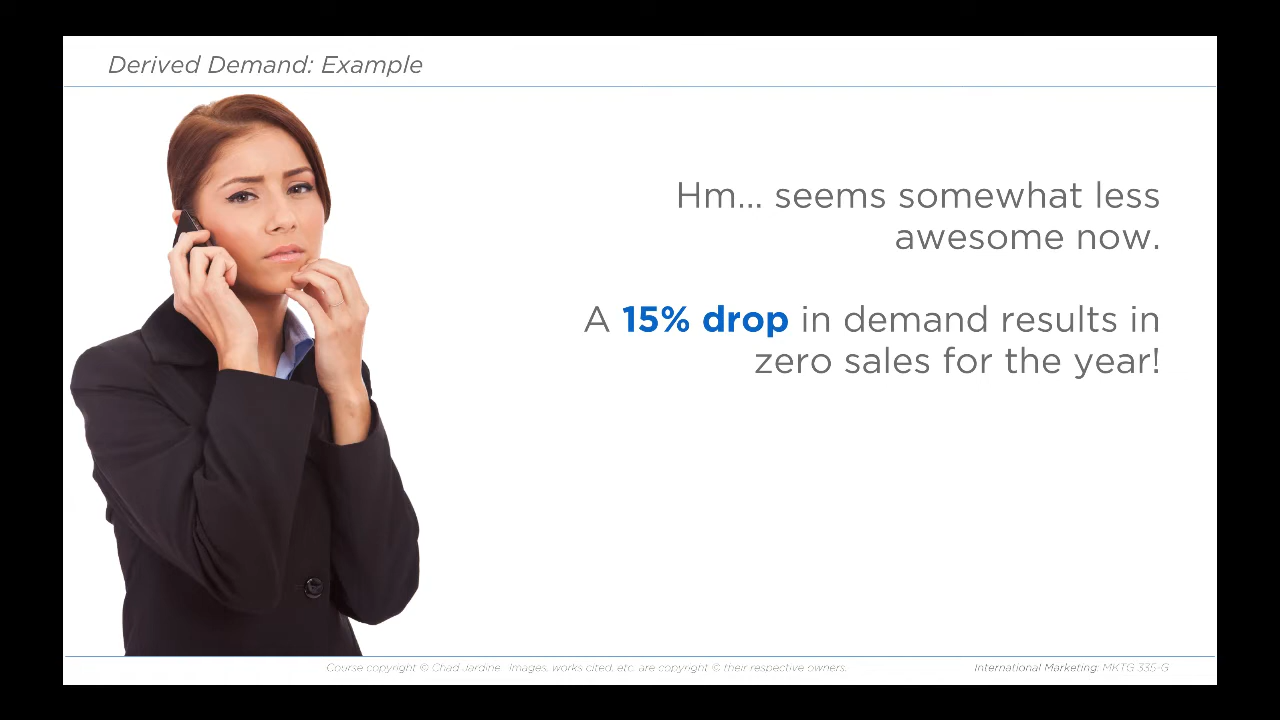 Derived Demand: Example
Hm... seems somewhat less
awesome now.
A 15% drop in demand results in
zero sales for the year!
Course copyright © Chad Jardine. Images, works cited, etc. are copyright © their respective owners.
International Marketing: MKTG 335-G